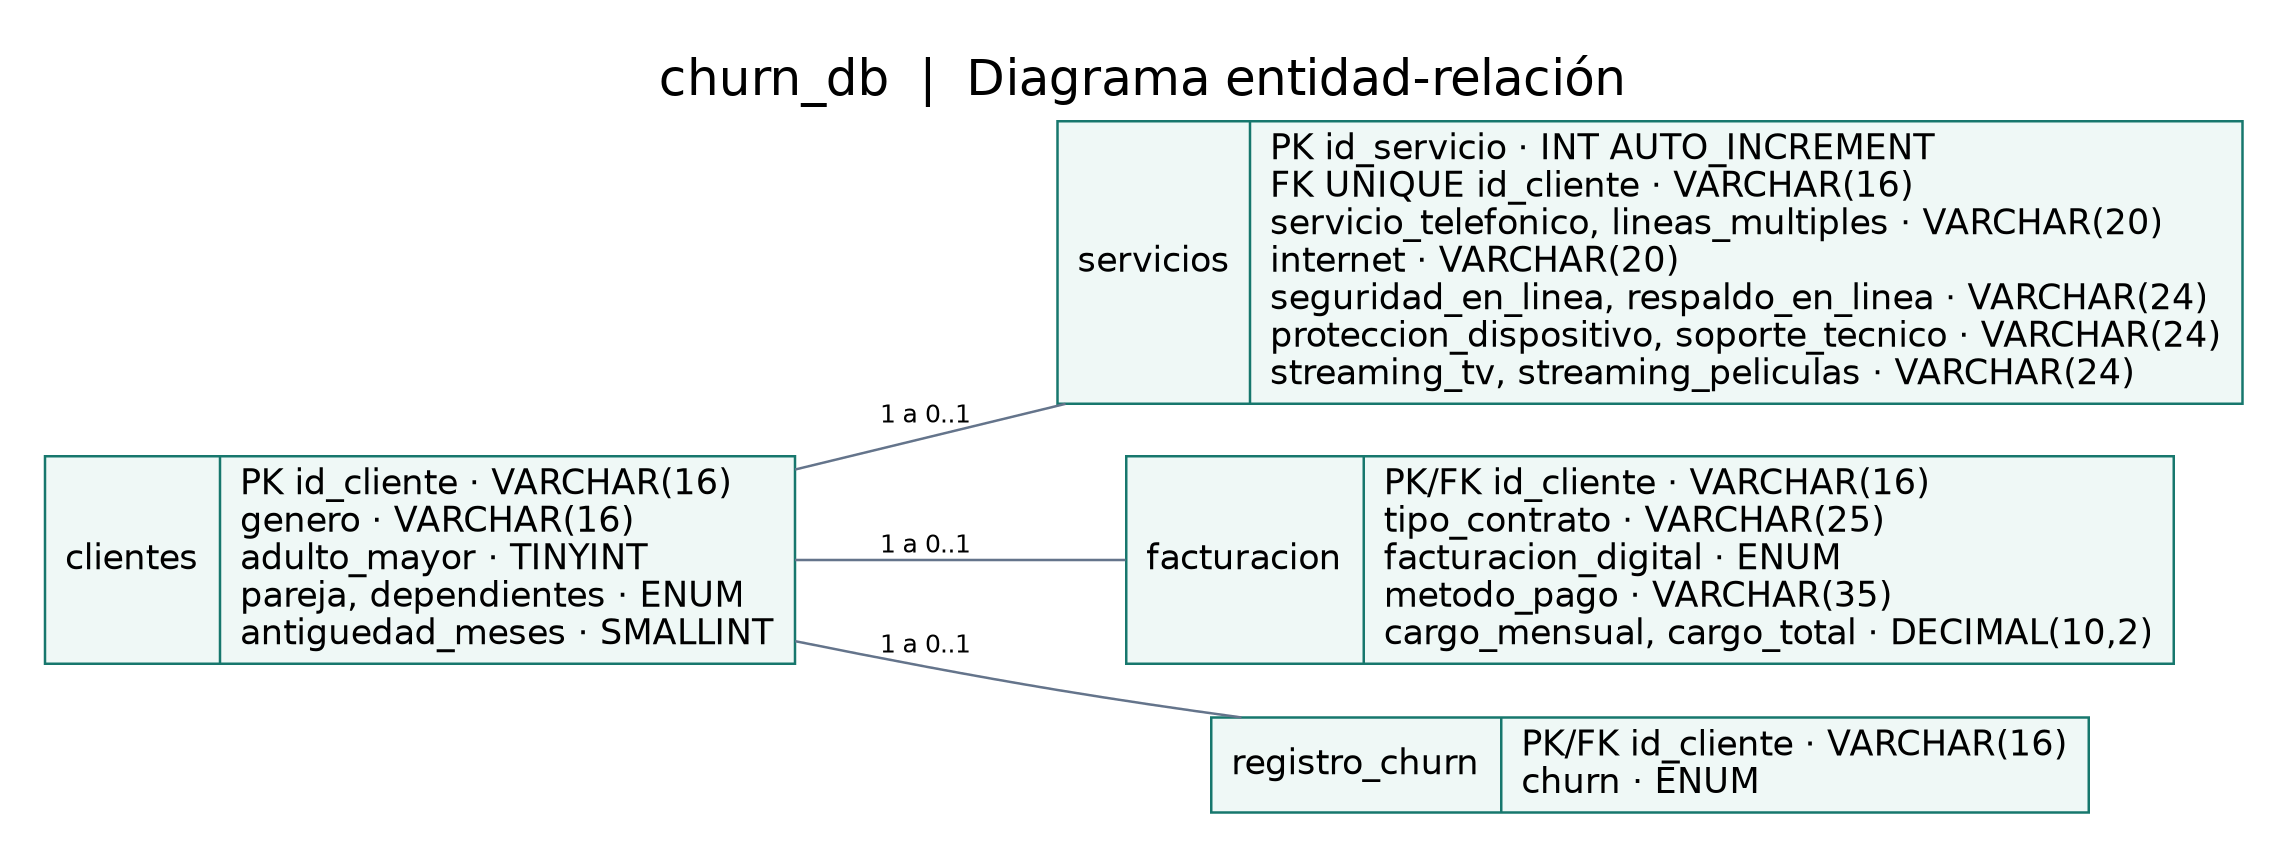 churn_db | Diagrama entidad-relación
servicios
PK id_servicio · INT AUTO_INCREMENT
FK UNIQUE id_cliente · VARCHAR(16)
servicio_telefonico, lineas_multiples · VARCHAR(20)
internet · VARCHAR(20)
seguridad_en_linea, respaldo_en_linea · VARCHAR(24)
proteccion_dispositivo, soporte_tecnico · VARCHAR(24)
streaming_tv, streaming_peliculas · VARCHAR(24)
1 a 0..1
clientes
PK id_cliente · VARCHAR(16)
genero · VARCHAR(16)
adulto_mayor · TINYINT
pareja, dependientes · ENUM
antiguedad_meses · SMALLINT
1 a 0..1
facturacion
PK/FK id_cliente · VARCHAR(16)
tipo_contrato · VARCHAR(25)
facturacion_digital · ENUM
metodo_pago · VARCHAR(35)
cargo_mensual, cargo_total · DECIMAL(10,2)
1 a 0..1
registro_churn
PK/FK id_cliente · VARCHAR(16)
churn · ENUM